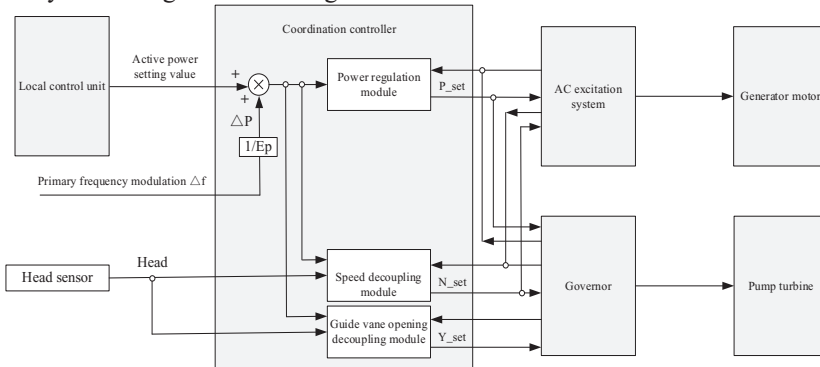 Coordination controller
Local control unit
Active power
setting value
+
+
△P
1/Ep
Primary frequency modulation △f
Power regulation
module
P_set
AC excitation
system
Generator motor
Head sensor
Head
Speed decoupling
module
N_set
Guide vane opening
decoupling module
Y_set
Governor
Pump turbine